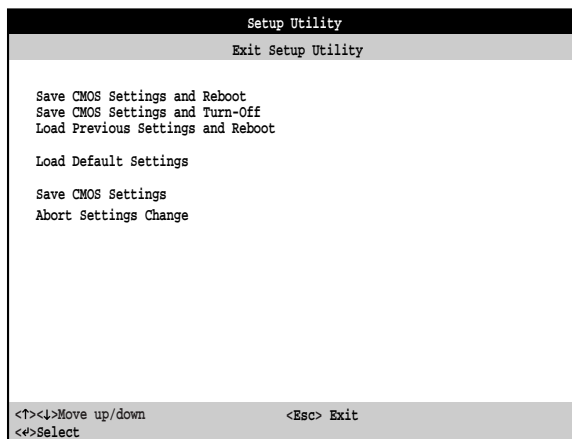 Setup Utility
Exit Setup Utility
Save CMOS Settings and Reboot
Save CMOS Settings and Turn-Off
Load Previous Settings and Reboot
Load Default Settings
Save CMOS Settings
Abort Settings Change
<↑><↓>Move up/down <Esc> Exit
<↵>Select